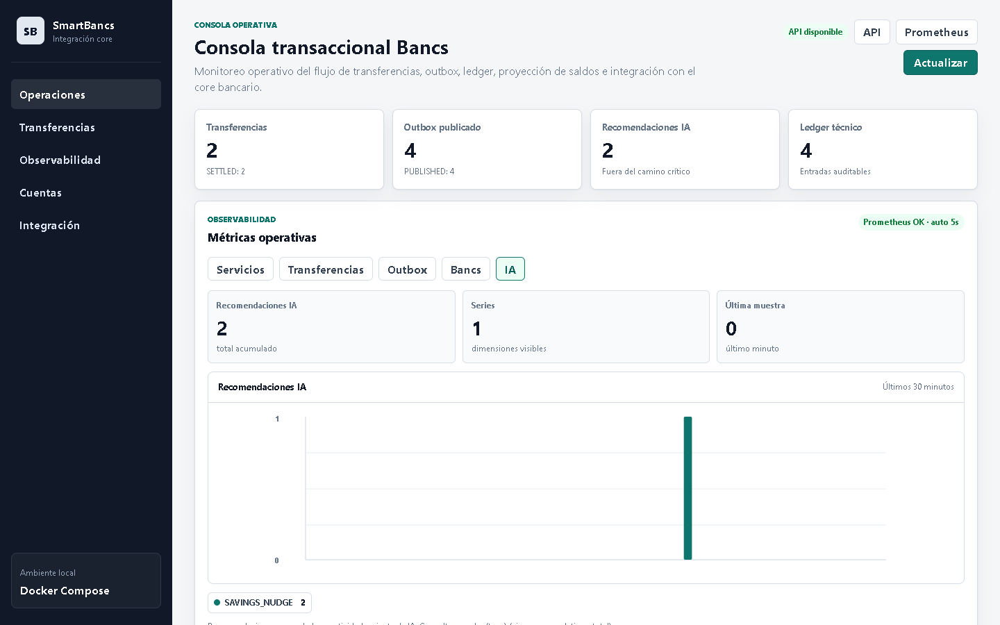 SB
SmartBancs
Integración core
Operaciones
Transferencias
Observabilidad
Cuentas
Integración
Ambiente local
Docker Compose
CONSOLA OPERATIVA
Consola transaccional Bancs
Monitoreo operativo del flujo de transferencias, outbox, ledger, proyección de saldos e integración con el
core bancario.
API disponible
API
Prometheus
Actualizar
Transferencias
2
SETTLED: 2
Outbox publicado
4
PUBLISHED: 4
Recomendaciones IA
2
Fuera del camino crítico
Ledger técnico
4
Entradas auditables
OBSERVABILIDAD
Métricas operativas
Prometheus OK · auto 5s
Servicios
Transferencias
Outbox
Bancs
IA
Recomendaciones IA
2
total acumulado
Series
1
dimensiones visibles
Última muestra
0
último minuto
Recomendaciones IA
Últimos 30 minutos
1
0
SAVINGS_NUDGE 2